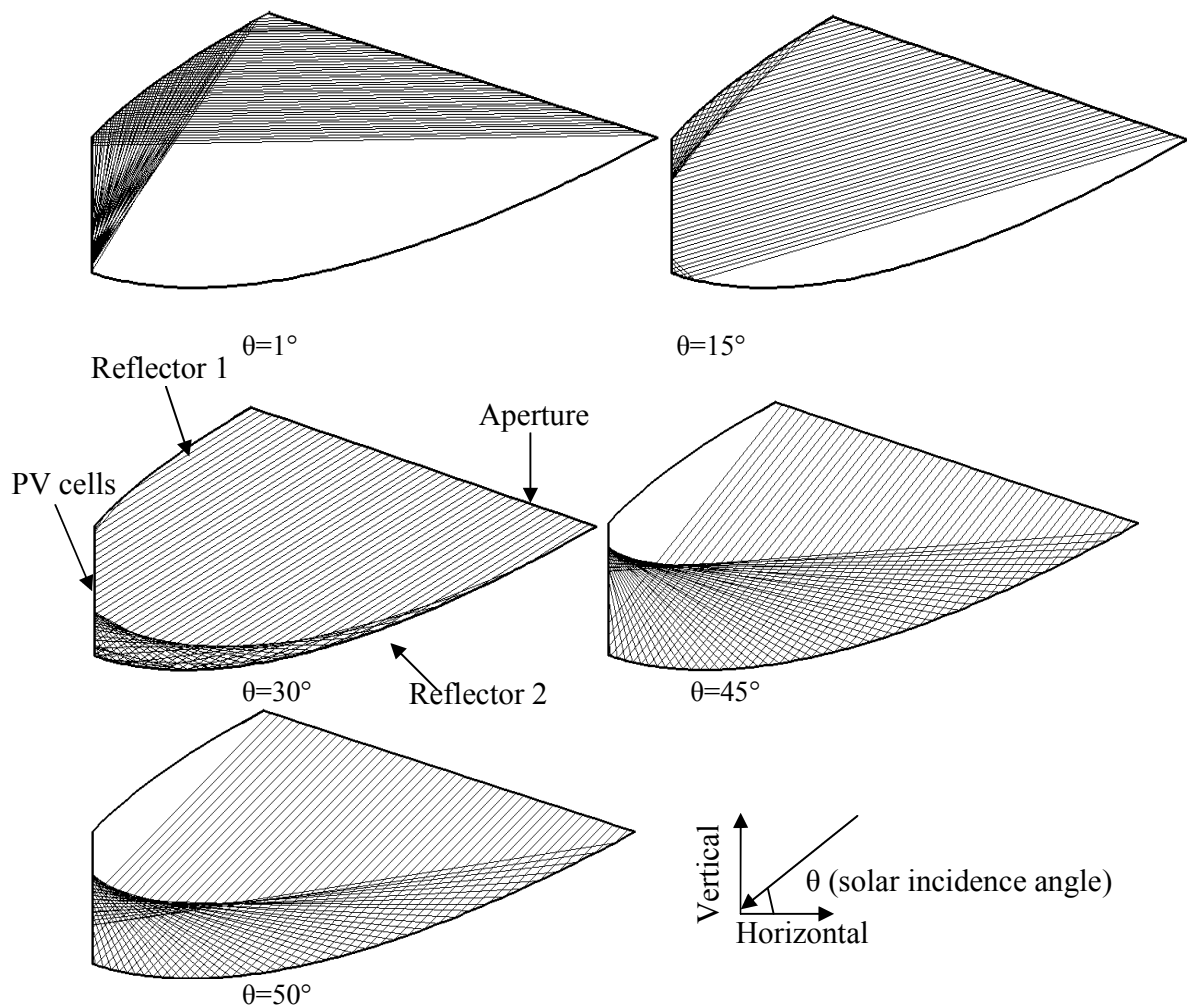 θ=1°
θ=15°
Reflector 1
Aperture
PV cells
θ=30°
Reflector 2
θ=45°
θ=50°
Vertical
θ (solar incidence angle)
Horizontal